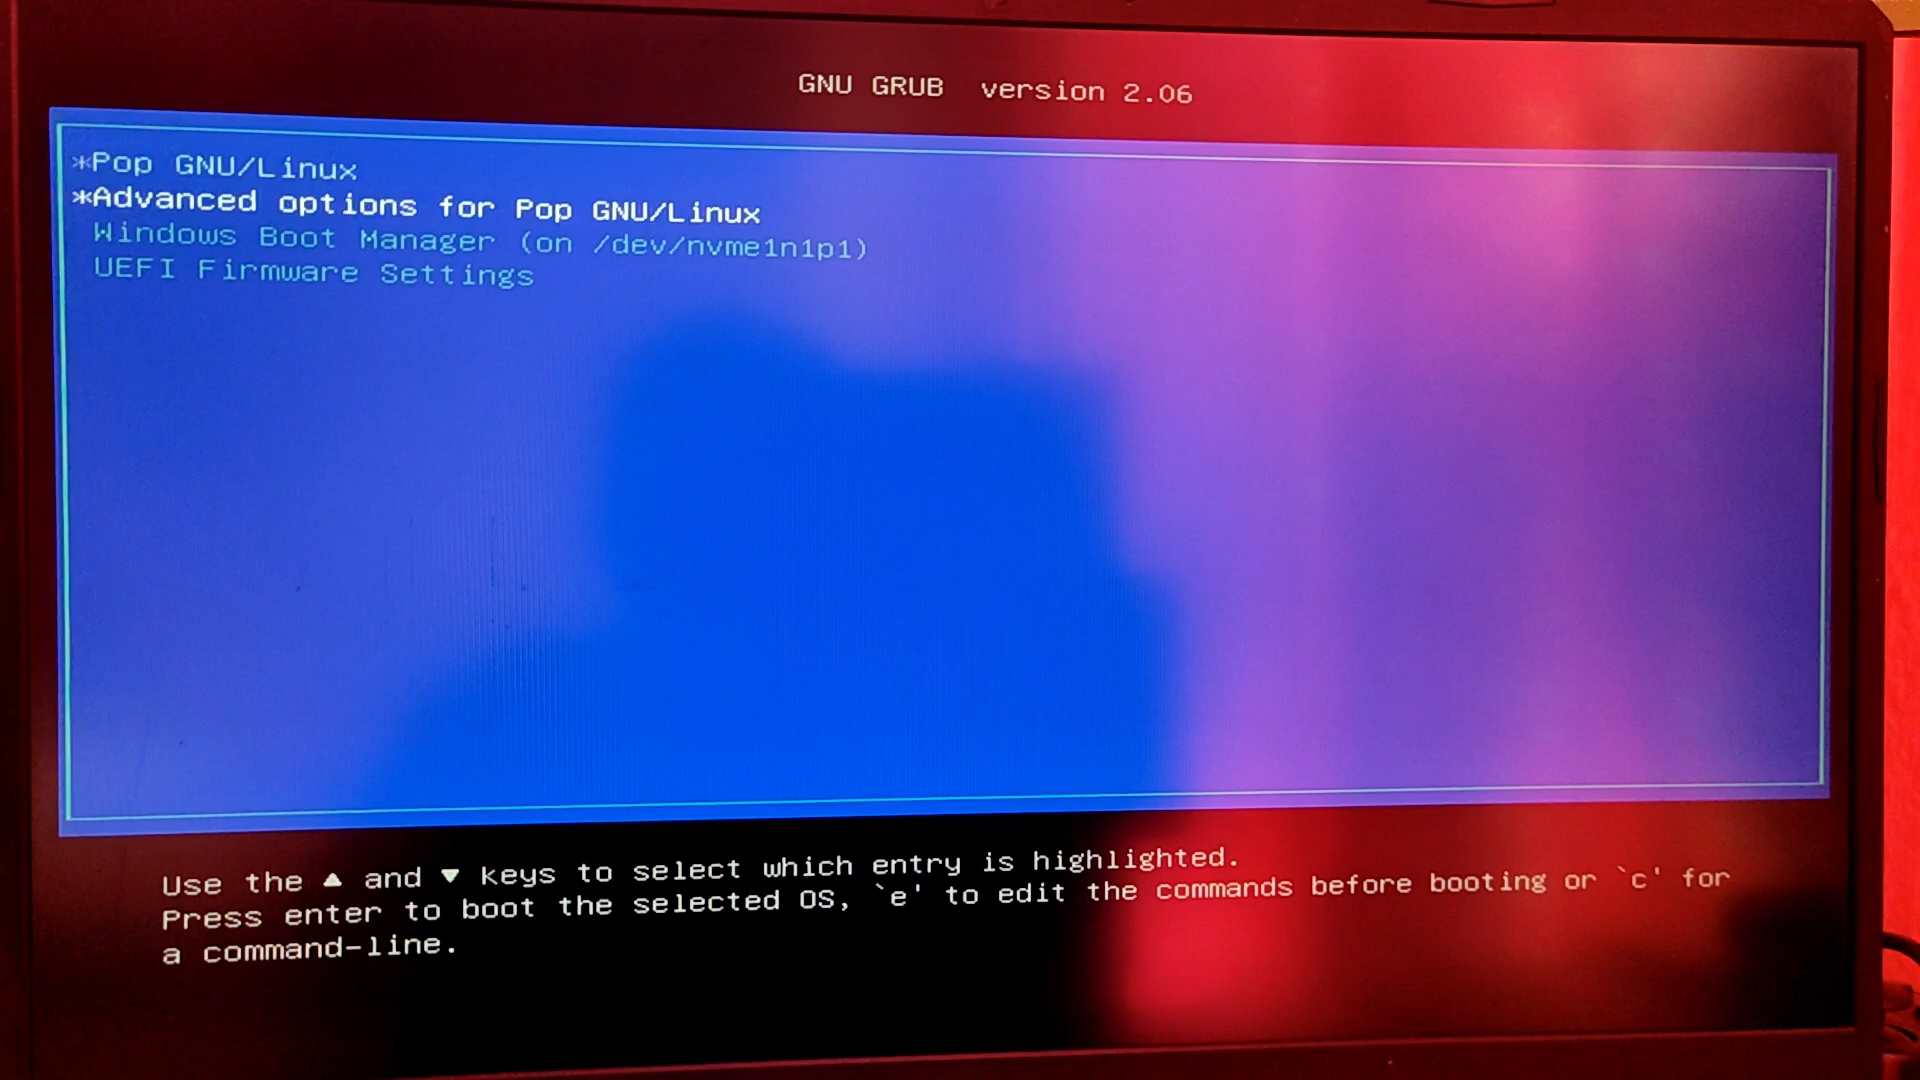 GNU GRUB version 2.06
*Pop GNU/Linux
*Advanced options for Pop GNU/Linux
Windows Boot Manager (on /dev/nvme1n1p1)
UEFI Firmware Settings
Use the ▲ and ▼ keys to select which entry is highlighted.
Press enter to boot the selected OS, `e' to edit the commands before booting or `c' for
a command-line.